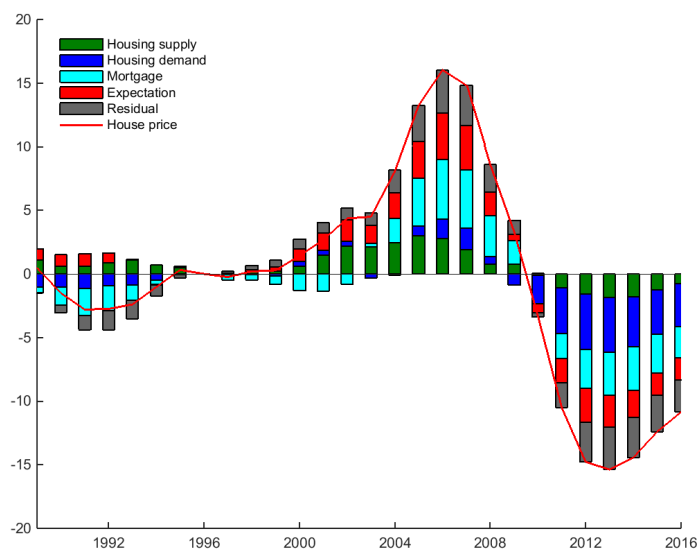 20
15
10
5
0
-5
-10
-15
-20
Housing supply
Housing demand
Mortgage
Expectation
Residual
House price
1992 1996 2000 2004 2008 2012 2016